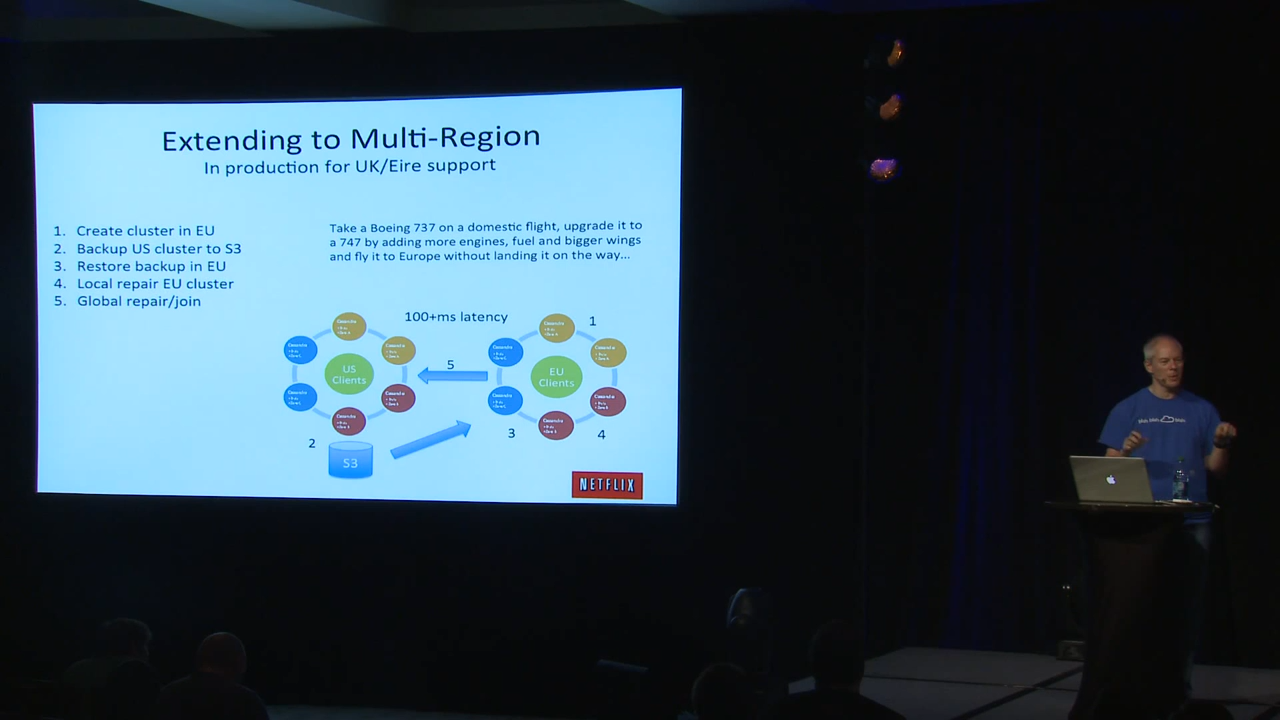 Extending to Multi-Region
In production for UK/Eire support
1. Create cluster in EU
2. Backup US cluster to S3
3. Restore backup in EU
4. Local repair EU cluster
5. Global repair/join
Take a Boeing 737 on a domestic flight, upgrade it to
a 747 by adding more engines, fuel and bigger wings
and fly it to Europe without landing it on the way...
100+ms latency
1
US
Clients
5
EU
Clients
2
3
4
S3
NETFLIX